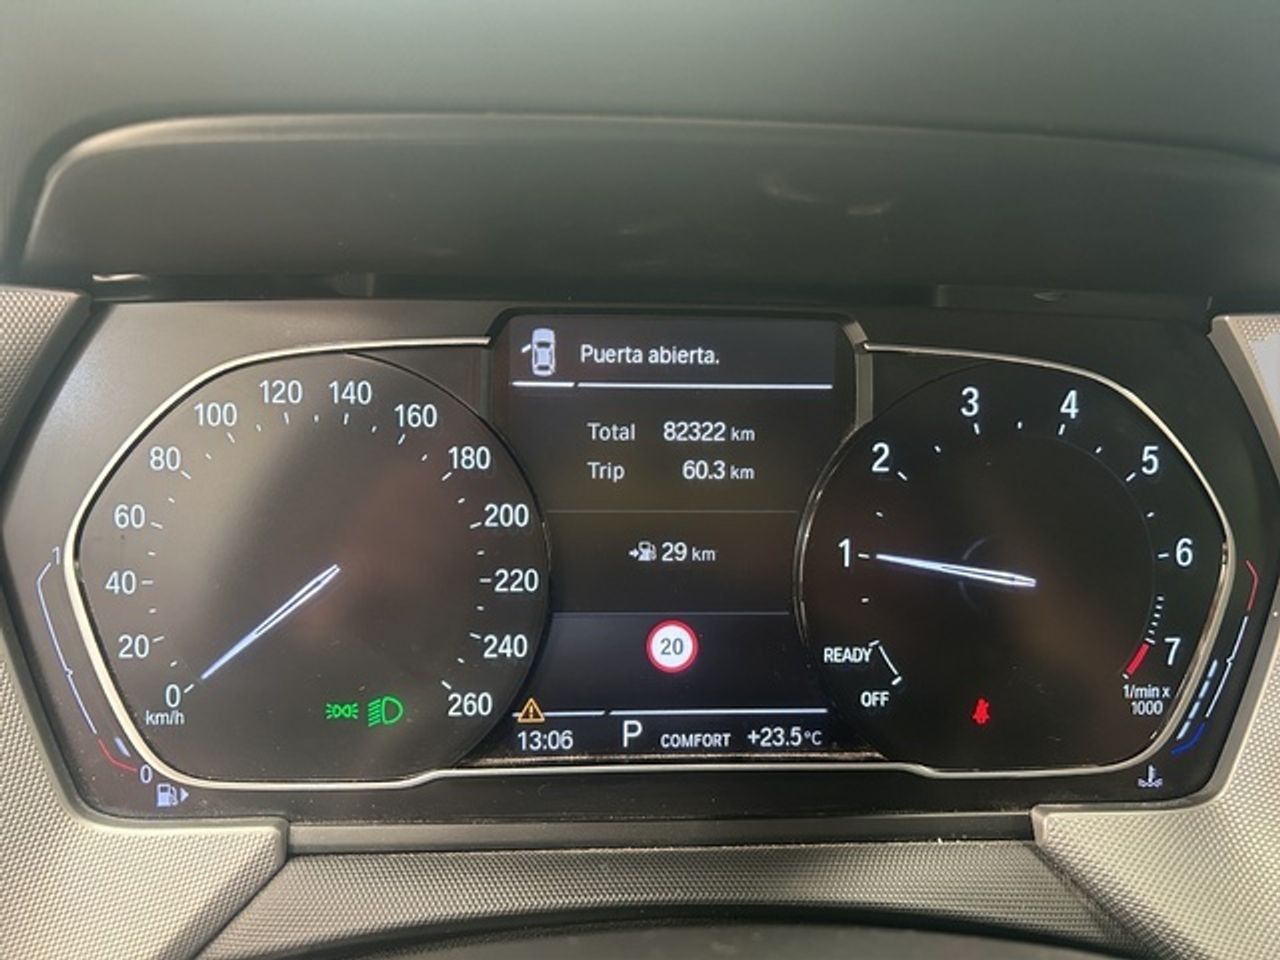 Puerta abierta.
Total 82322 km
Trip 60.3 km
29 km
20
13:06 P COMFORT +23.5°C
0
20
40
60
80
100
120
140
160
180
200
220
240
260
km/h
1
2
3
4
5
6
7
1/min x
1000
READY
OFF
1
0